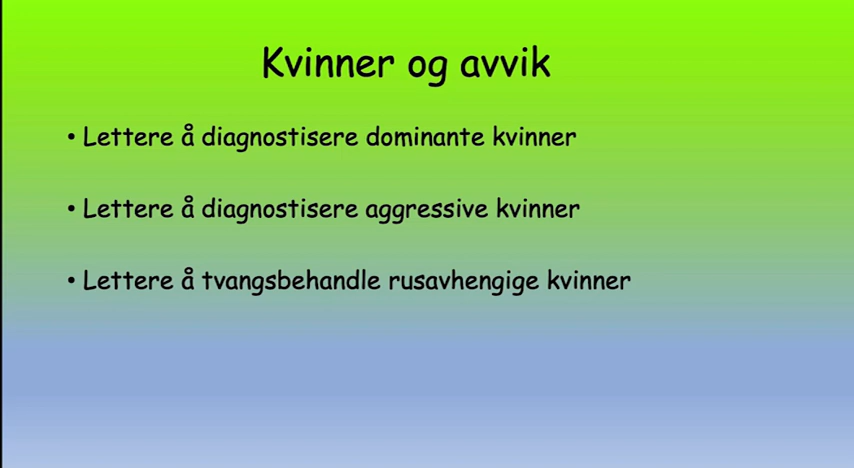 Kvinner og avvik
• Lettere å diagnostisere dominante kvinner
• Lettere å diagnostisere aggressive kvinner
• Lettere å tvangsbehandle rusavhengige kvinner